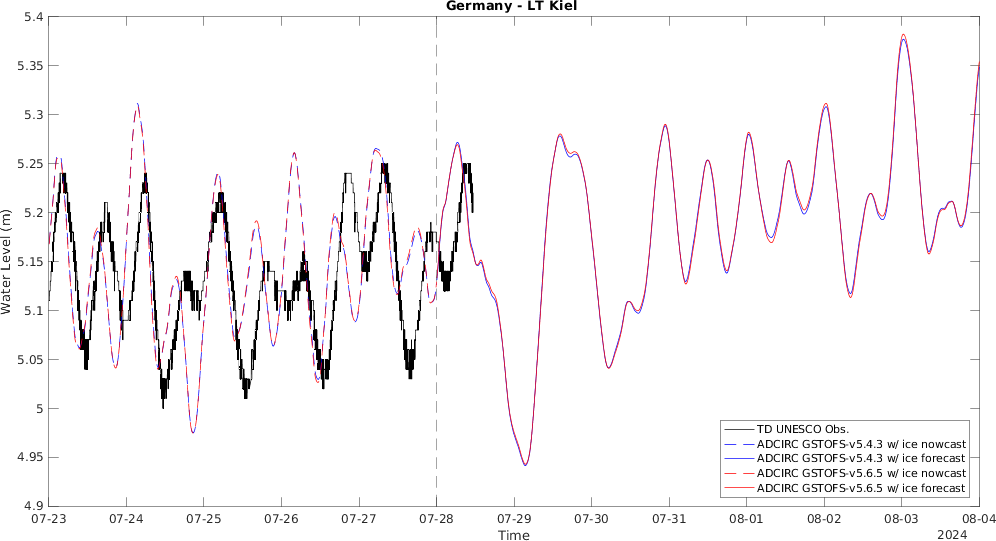 Germany - LT Kiel
5.4
5.35
5.3
5.25
5.2
5.15
5.1
5.05
5
4.95
4.9
Water Level (m)
TD UNESCO Obs.
ADCIRC GSTOFS-v5.4.3 w/ ice nowcast
ADCIRC GSTOFS-v5.4.3 w/ ice forecast
ADCIRC GSTOFS-v5.6.5 w/ ice nowcast
ADCIRC GSTOFS-v5.6.5 w/ ice forecast
07-23 07-24 07-25 07-26 07-27 07-28 07-29 07-30 07-31 08-01 08-02 08-03 08-04
Time
2024